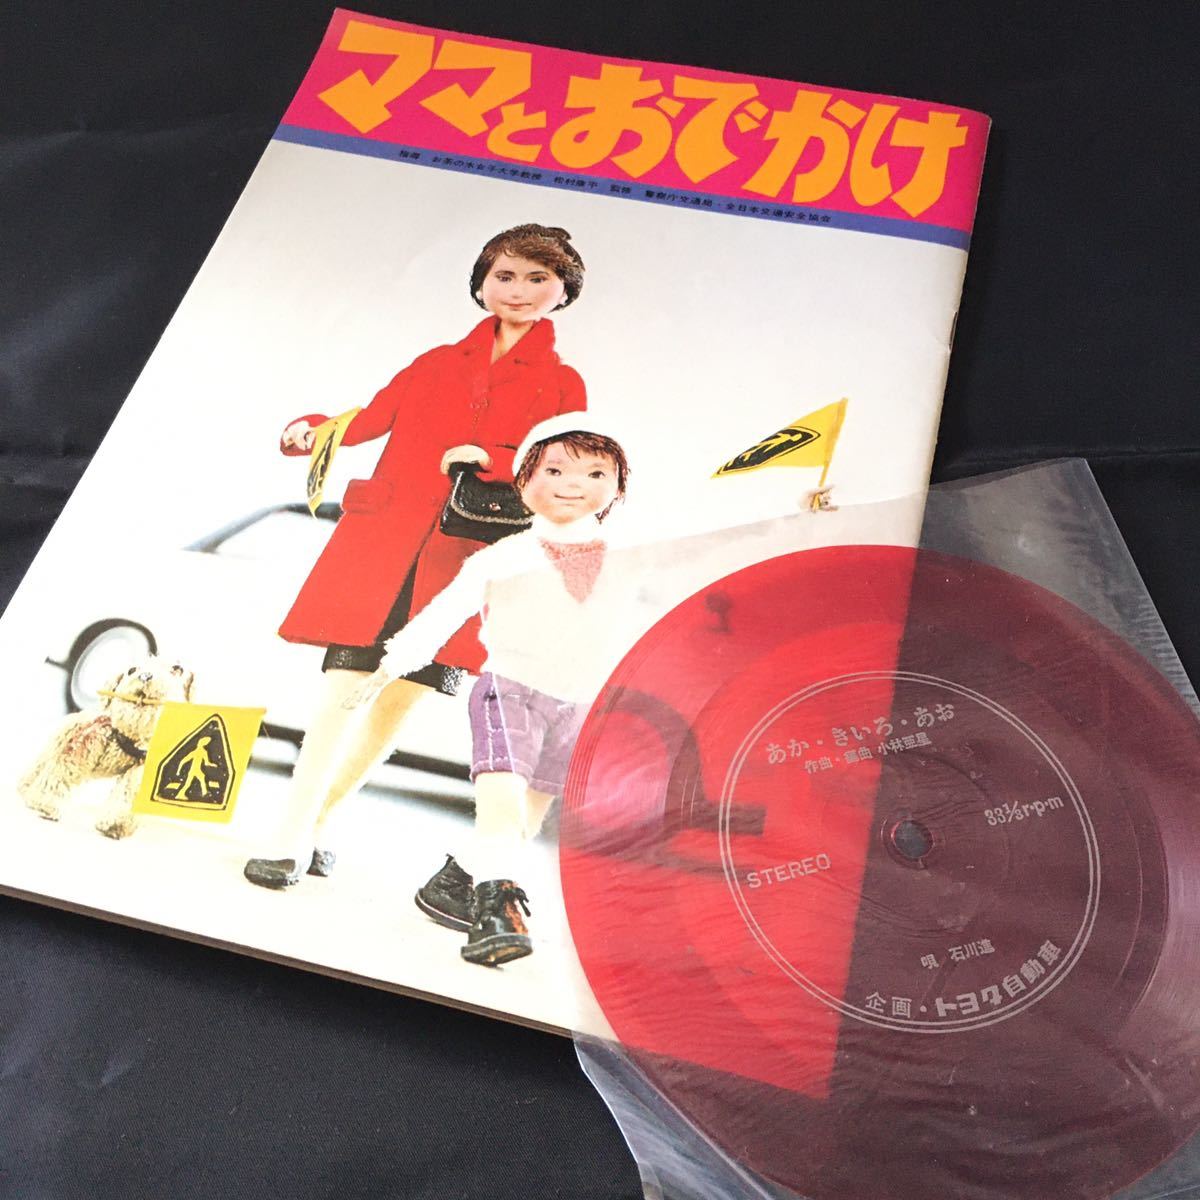 ママとおでかけ
指導 お茶の水女子大学教授 松村康平 監修 警察庁交通局・全日本交通安全協会
あか・きいろ・あお
作曲・編曲 小林亜星
33⅓r・p・m
STEREO
唄 石川進
企画・トヨタ自動車